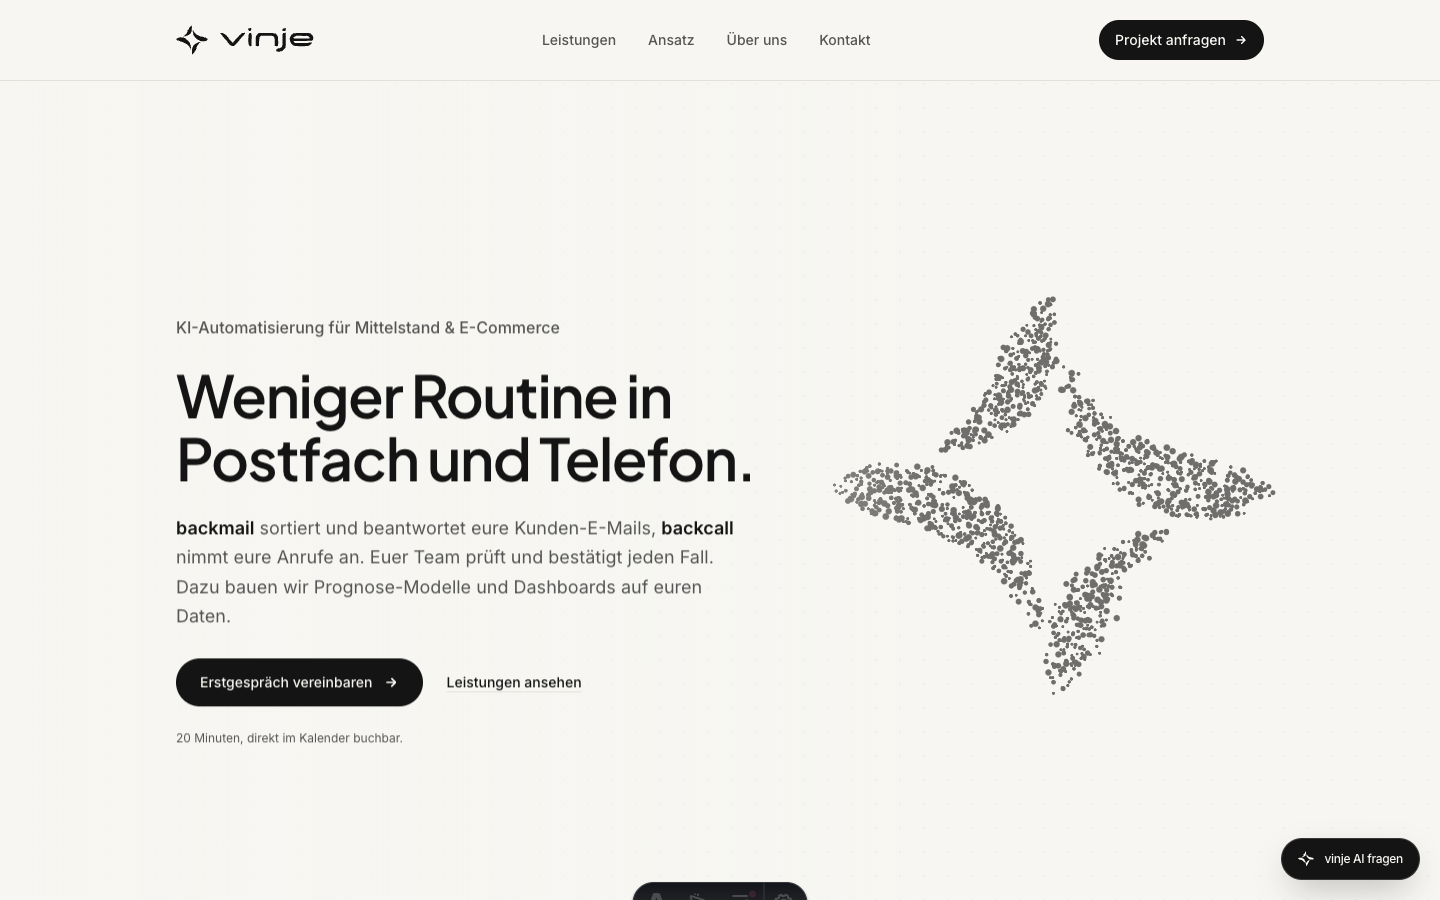 vinje
Leistungen
Ansatz
Über uns
Kontakt
Projekt anfragen
KI-Automatisierung für Mittelstand & E-Commerce
Weniger Routine in
Postfach und Telefon.
backmail sortiert und beantwortet eure Kunden-E-Mails, backcall
nimmt eure Anrufe an. Euer Team prüft und bestätigt jeden Fall.
Dazu bauen wir Prognose-Modelle und Dashboards auf euren
Daten.
Erstgespräch vereinbaren
Leistungen ansehen
20 Minuten, direkt im Kalender buchbar.
vinje AI fragen